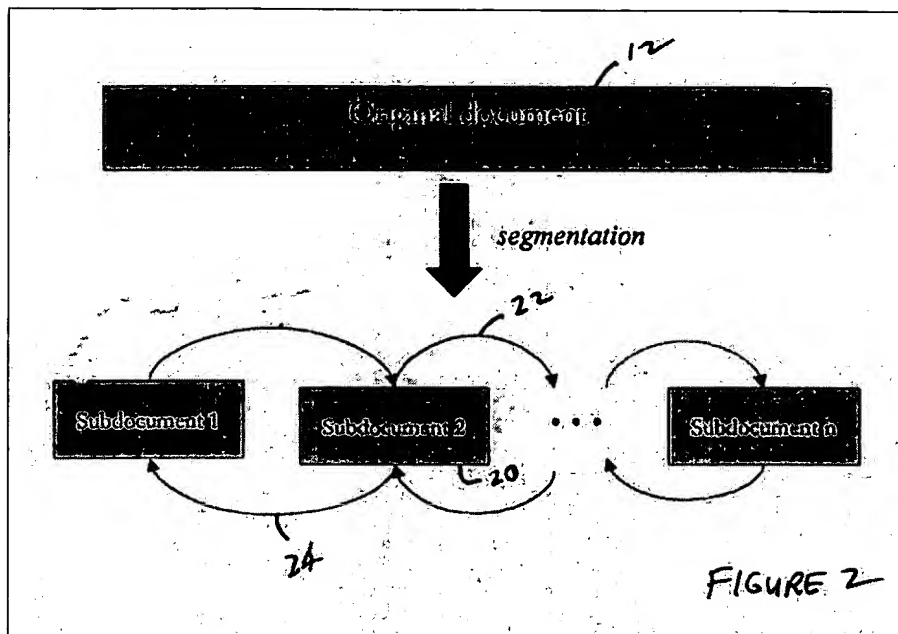 12
Original document
segmentation
22
Subdocument 1
Subdocument 2
• • •
Subdocument n
20
24
FIGURE 2